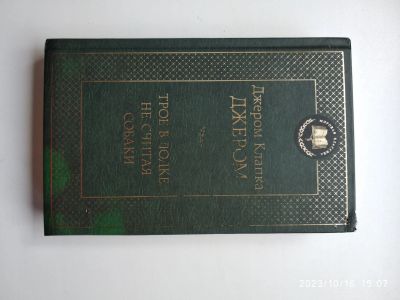 Джером Клапка
ДЖЕРОМ
ТРОЕ В ЛОДКЕ
НЕ СЧИТАЯ
СОБАКИ
2023/10/16 15:07